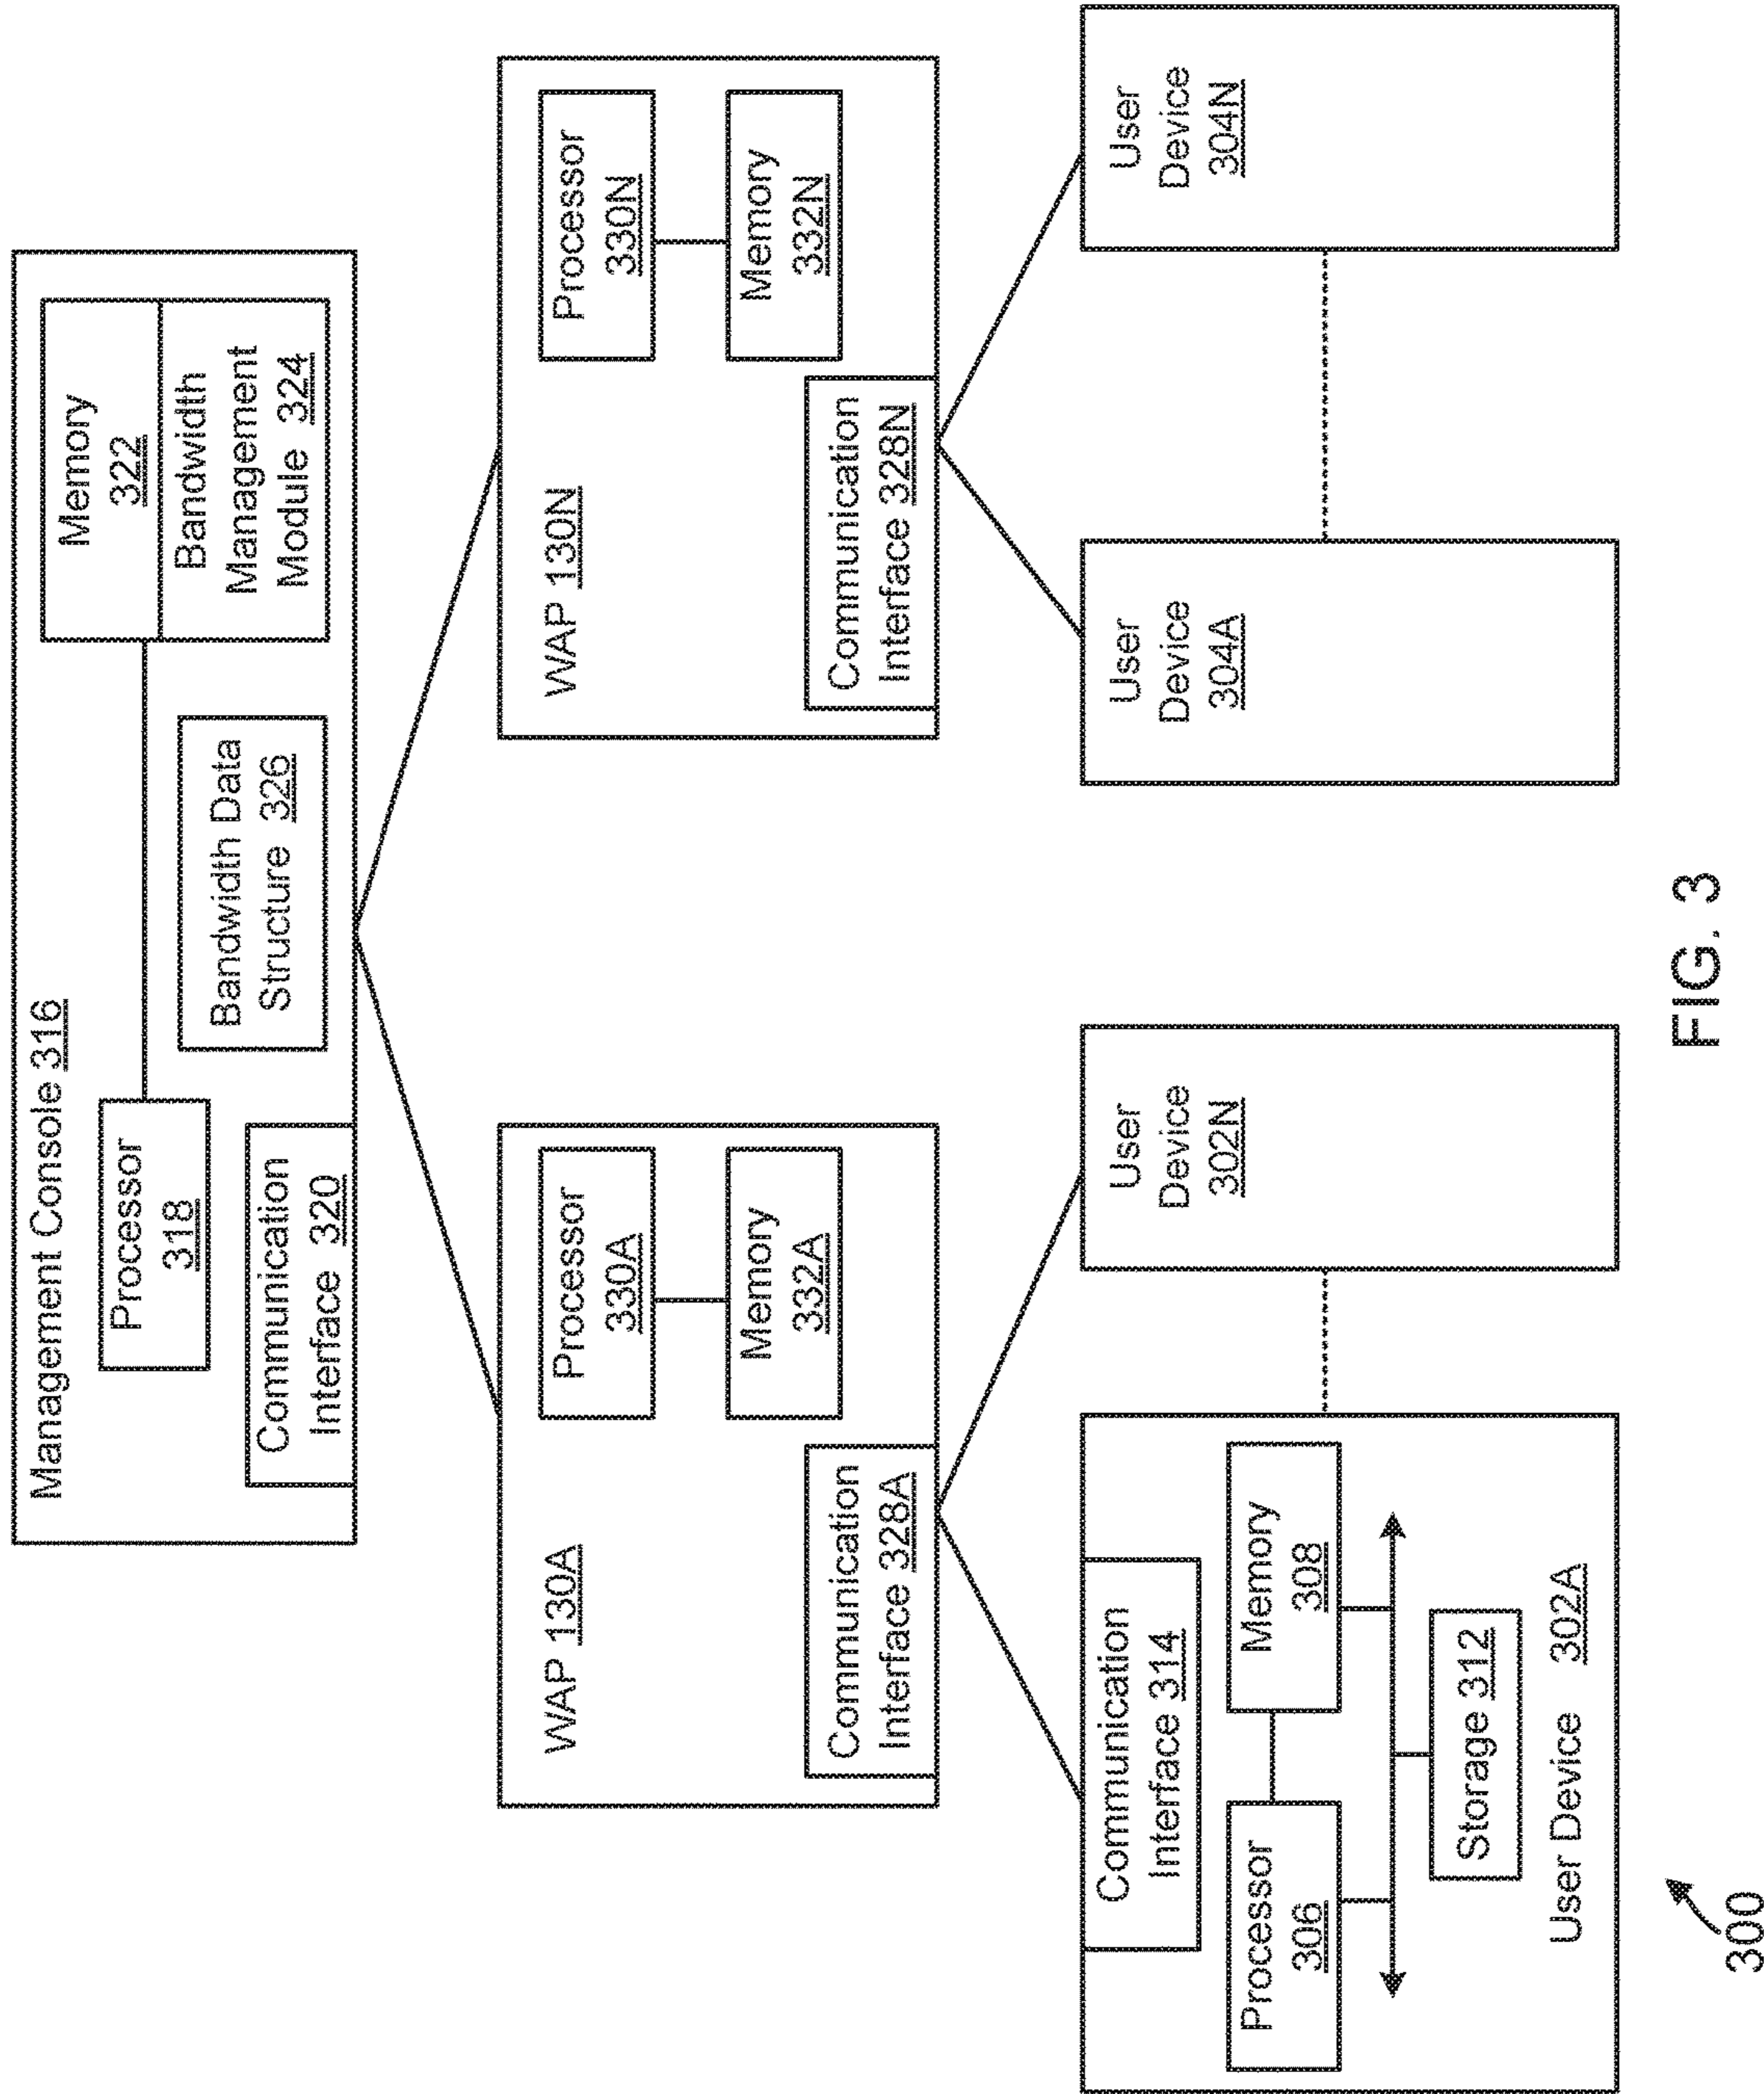 Management Console 316
Processor
318
Memory
322
Bandwidth
Management
Module 324
Communication
Interface 320
Bandwidth Data
Structure 326
WAP 130A
Processor
330A
Memory
332A
Communication
Interface 328A
WAP 130N
Processor
330N
Memory
332N
Communication
Interface 328N
Communication
Interface 314
Processor
306
Memory
308
Storage 312
User Device 302A
User
Device
302N
User
Device
304A
User
Device
304N
300
FIG. 3